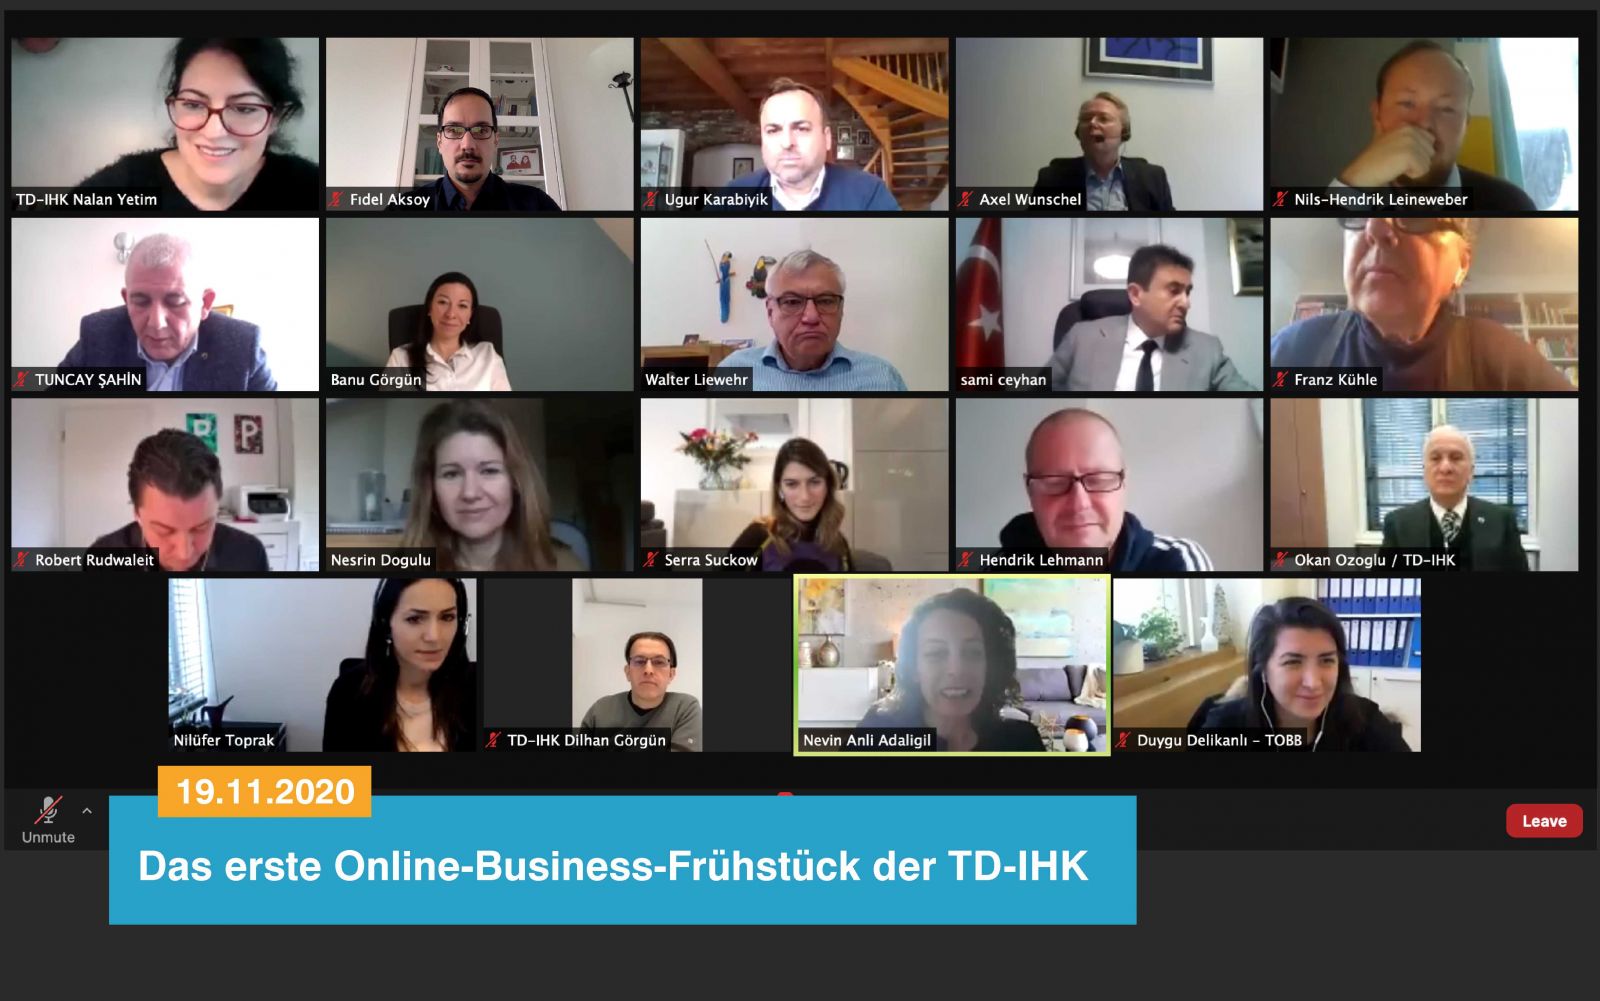 TD-IHK Nalan Yetim
Fıdel Aksoy
Ugur Karabiyik
Axel Wunschel
Nils-Hendrik Leineweber
TUNCAY ŞAHİN
Banu Görgün
Walter Liewehr
sami ceyhan
Franz Kühle
B P
Robert Rudwaleit
Nesrin Dogulu
Serra Suckow
Hendrik Lehmann
Okan Ozoglu / TD-IHK
Nilüfer Toprak
TD-IHK Dilhan Görgün
Nevin Anli Adaligil
Duygu Delikanlı - TOBB
19.11.2020
Unmute
Leave
Das erste Online-Business-Frühstück der TD-IHK